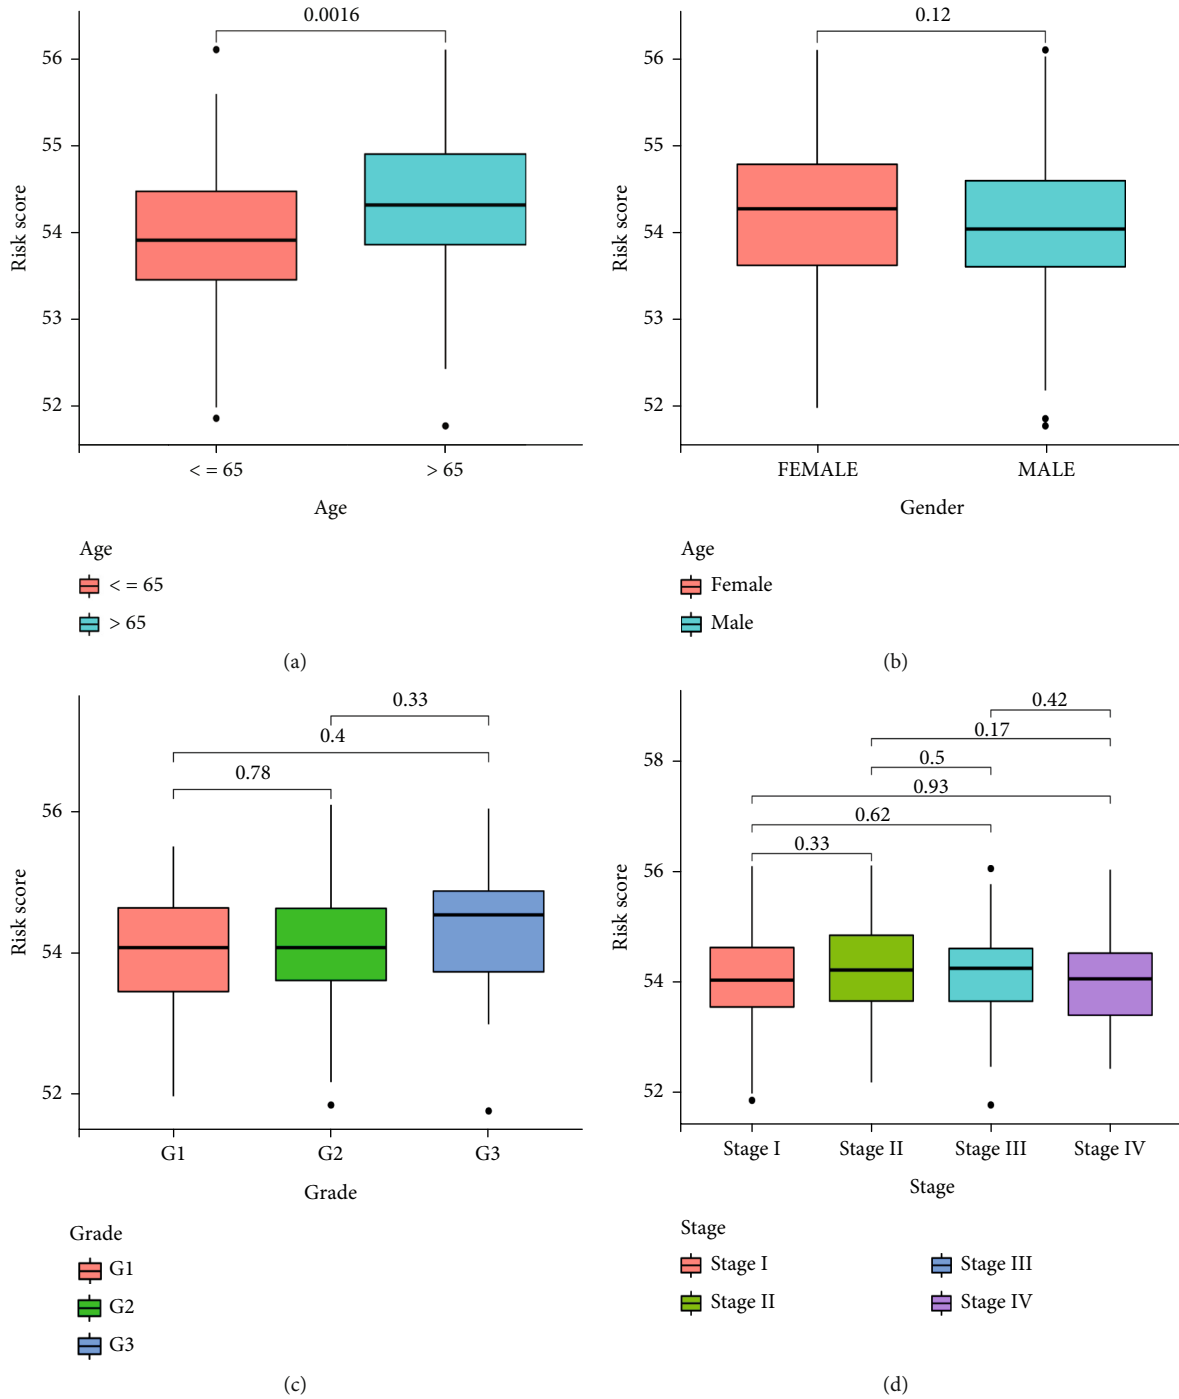 0.0016
56
55
54
53
52
Risk score
< = 65
> 65
Age
Age
< = 65
> 65
(a)
0.12
56
55
54
53
52
Risk score
FEMALE
MALE
Gender
Age
Female
Male
(b)
0.33
0.4
0.78
56
54
52
Risk score
G1
G2
G3
Grade
Grade
G1
G2
G3
(c)
0.42
0.17
0.5
0.93
0.62
0.33
58
56
54
52
Risk score
Stage I
Stage II
Stage III
Stage IV
Stage
Stage
Stage I
Stage III
Stage II
Stage IV
(d)